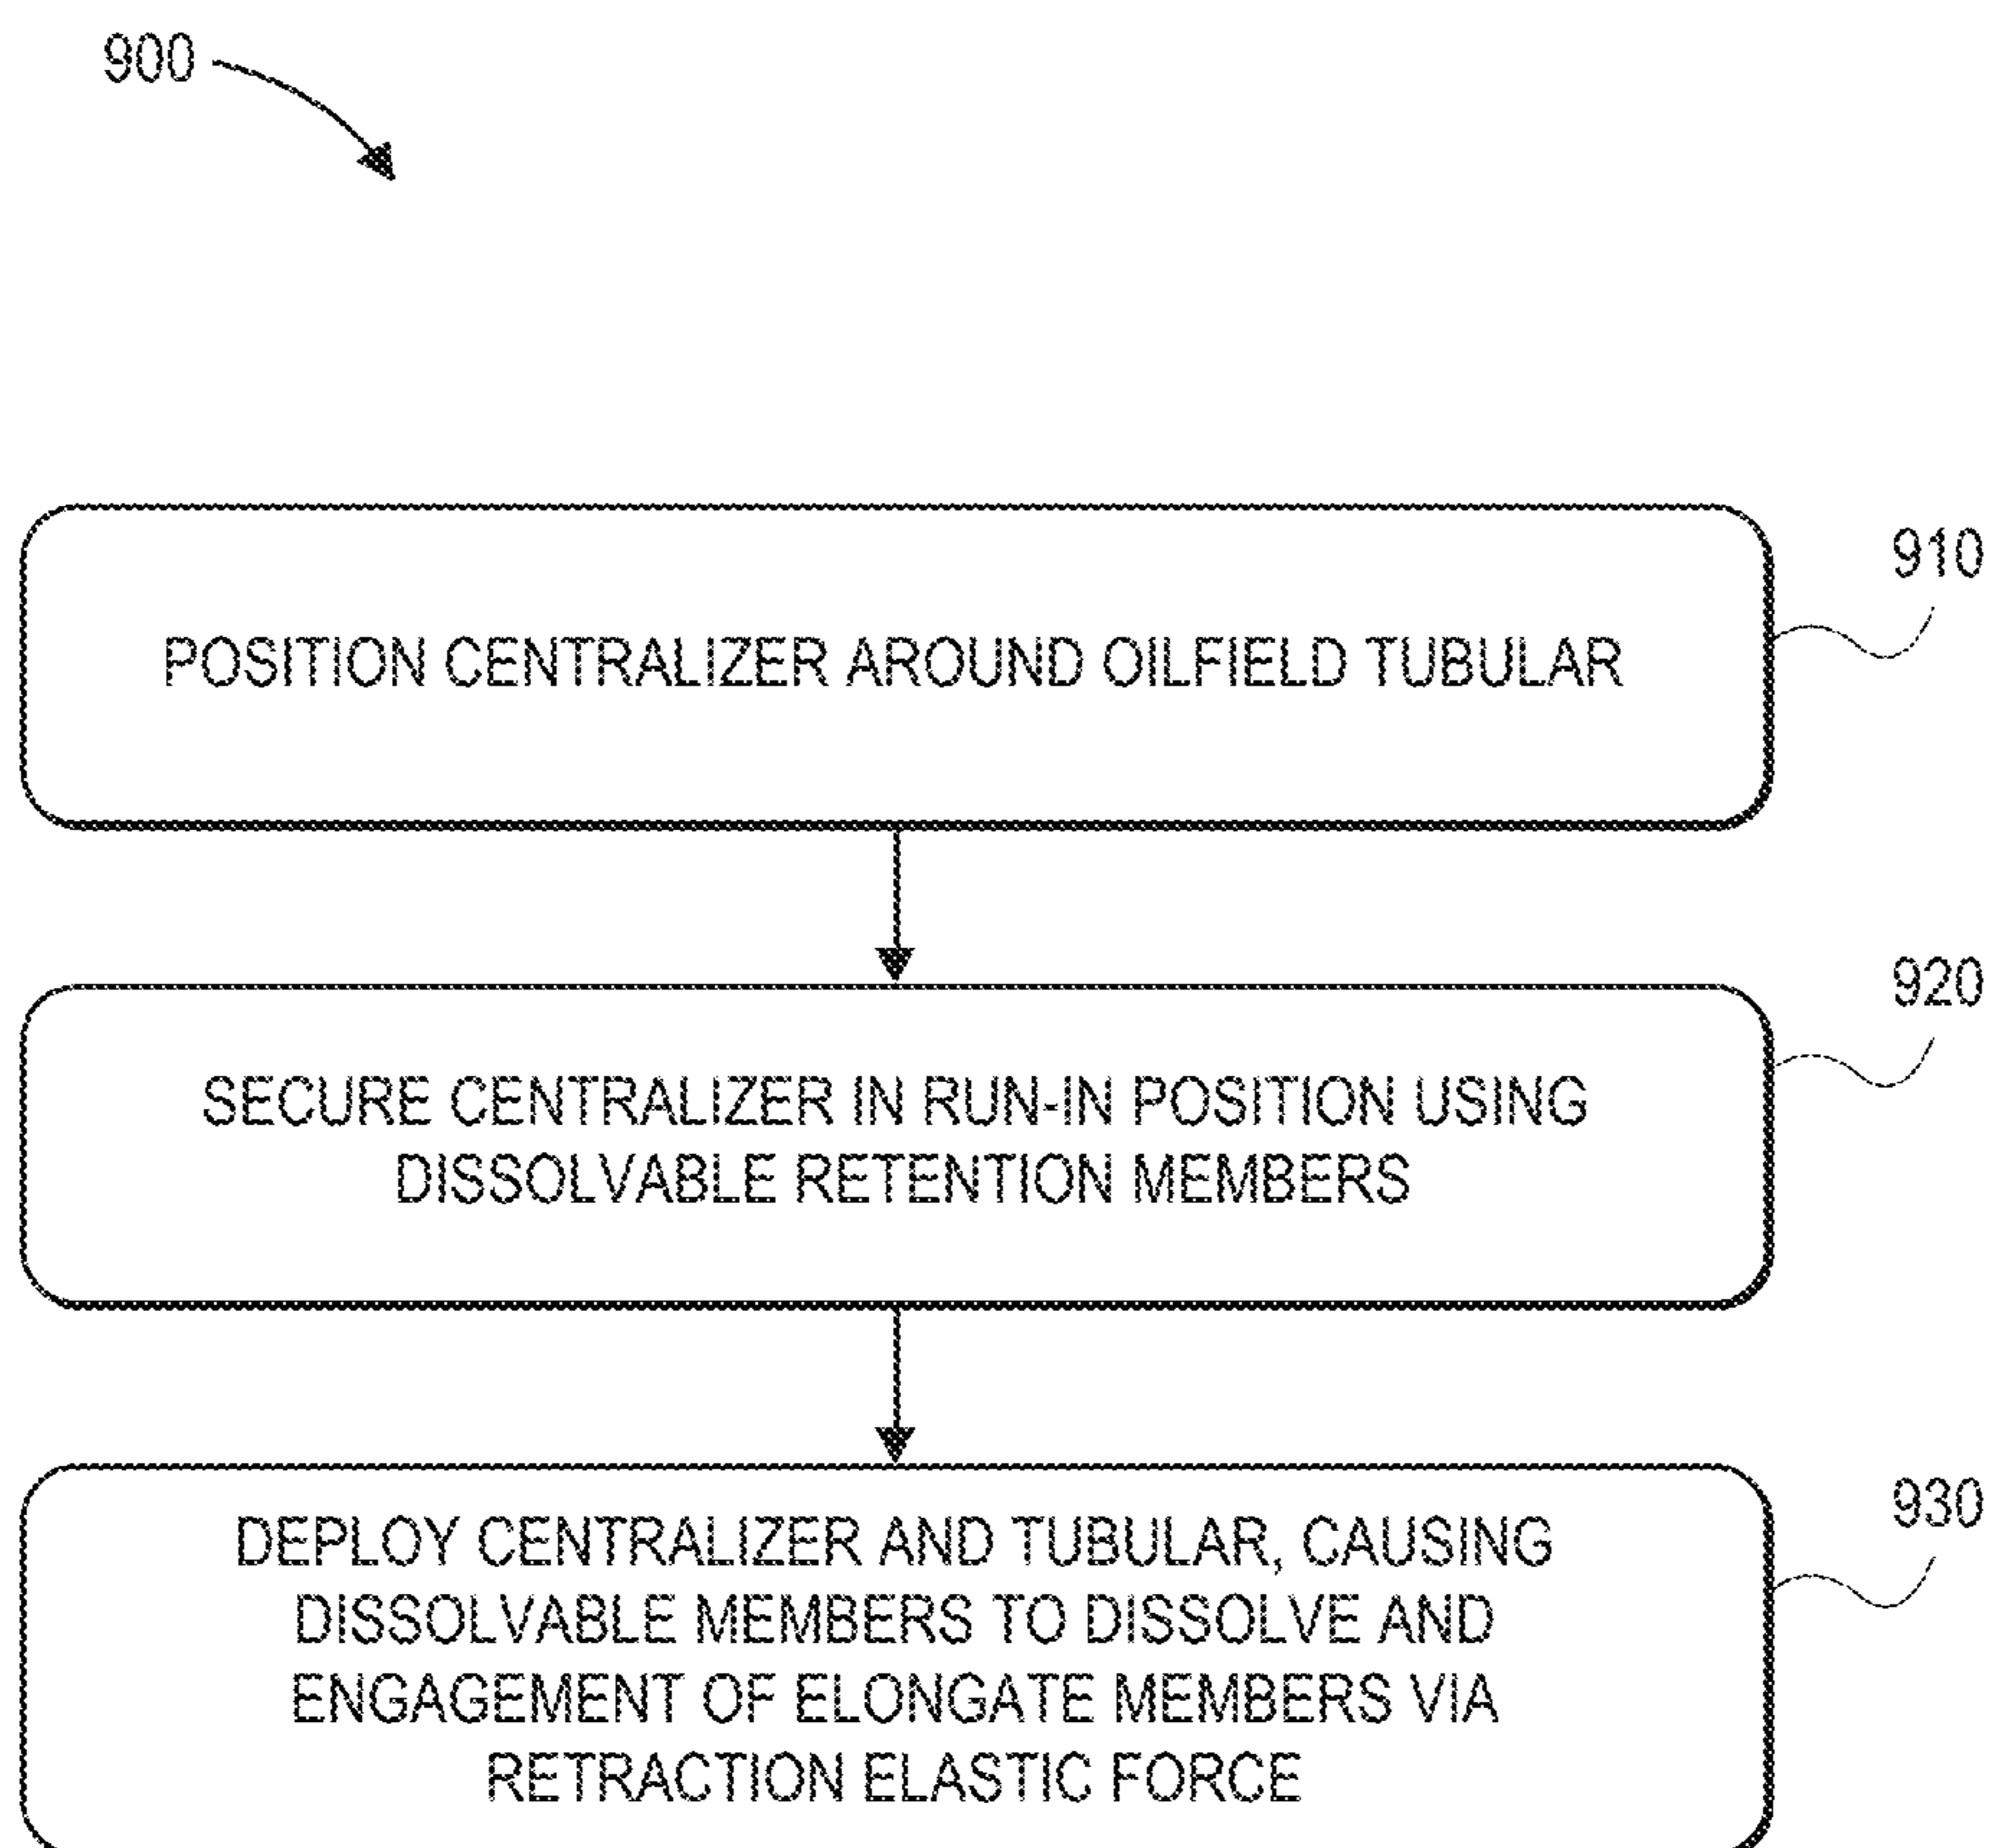 900
910
POSITION CENTRALIZER AROUND OILFIELD TUBULAR
920
SECURE CENTRALIZER IN RUN-IN POSITION USING
DISSOLVABLE RETENTION MEMBERS
930
DEPLOY CENTRALIZER AND TUBULAR, CAUSING
DISSOLVABLE MEMBERS TO DISSOLVE AND
ENGAGEMENT OF ELONGATE MEMBERS VIA
RETRACTION ELASTIC FORCE